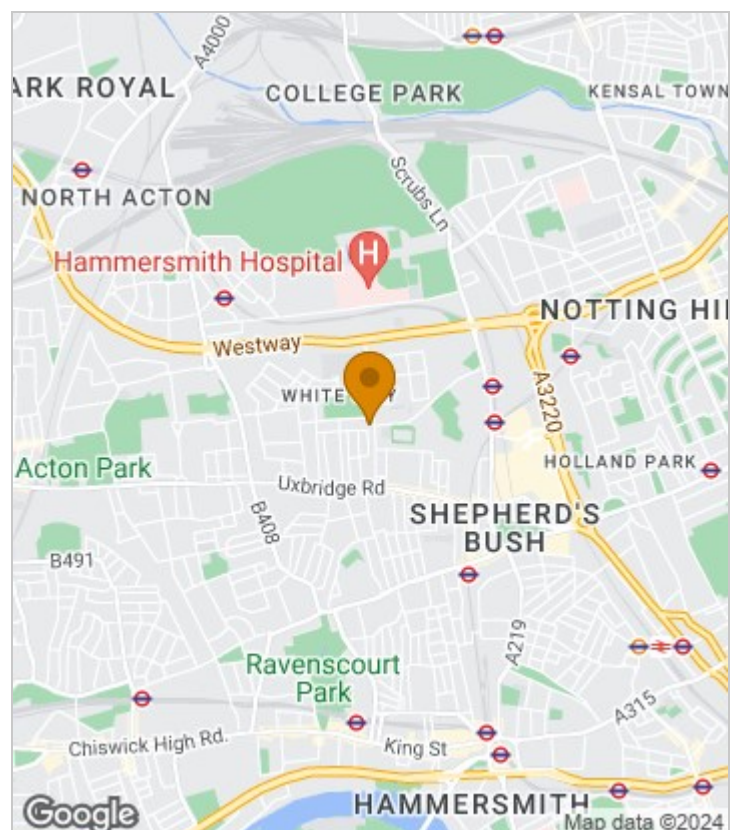 A4000
ARK ROYAL
COLLEGE PARK
KENSAL TOWN
NORTH ACTON
Scrubs Ln
Hammersmith Hospital
H
NOTTING HI
Westway
WHITE
Y
A3220
Acton Park
HOLLAND PARK
Uxbridge Rd
SHEPHERD'S
BUSH
B408
B491
A219
Ravenscourt
Park
A315
Chiswick High Rd.
King St
HAMMERSMITH
Google
Map data ©2024